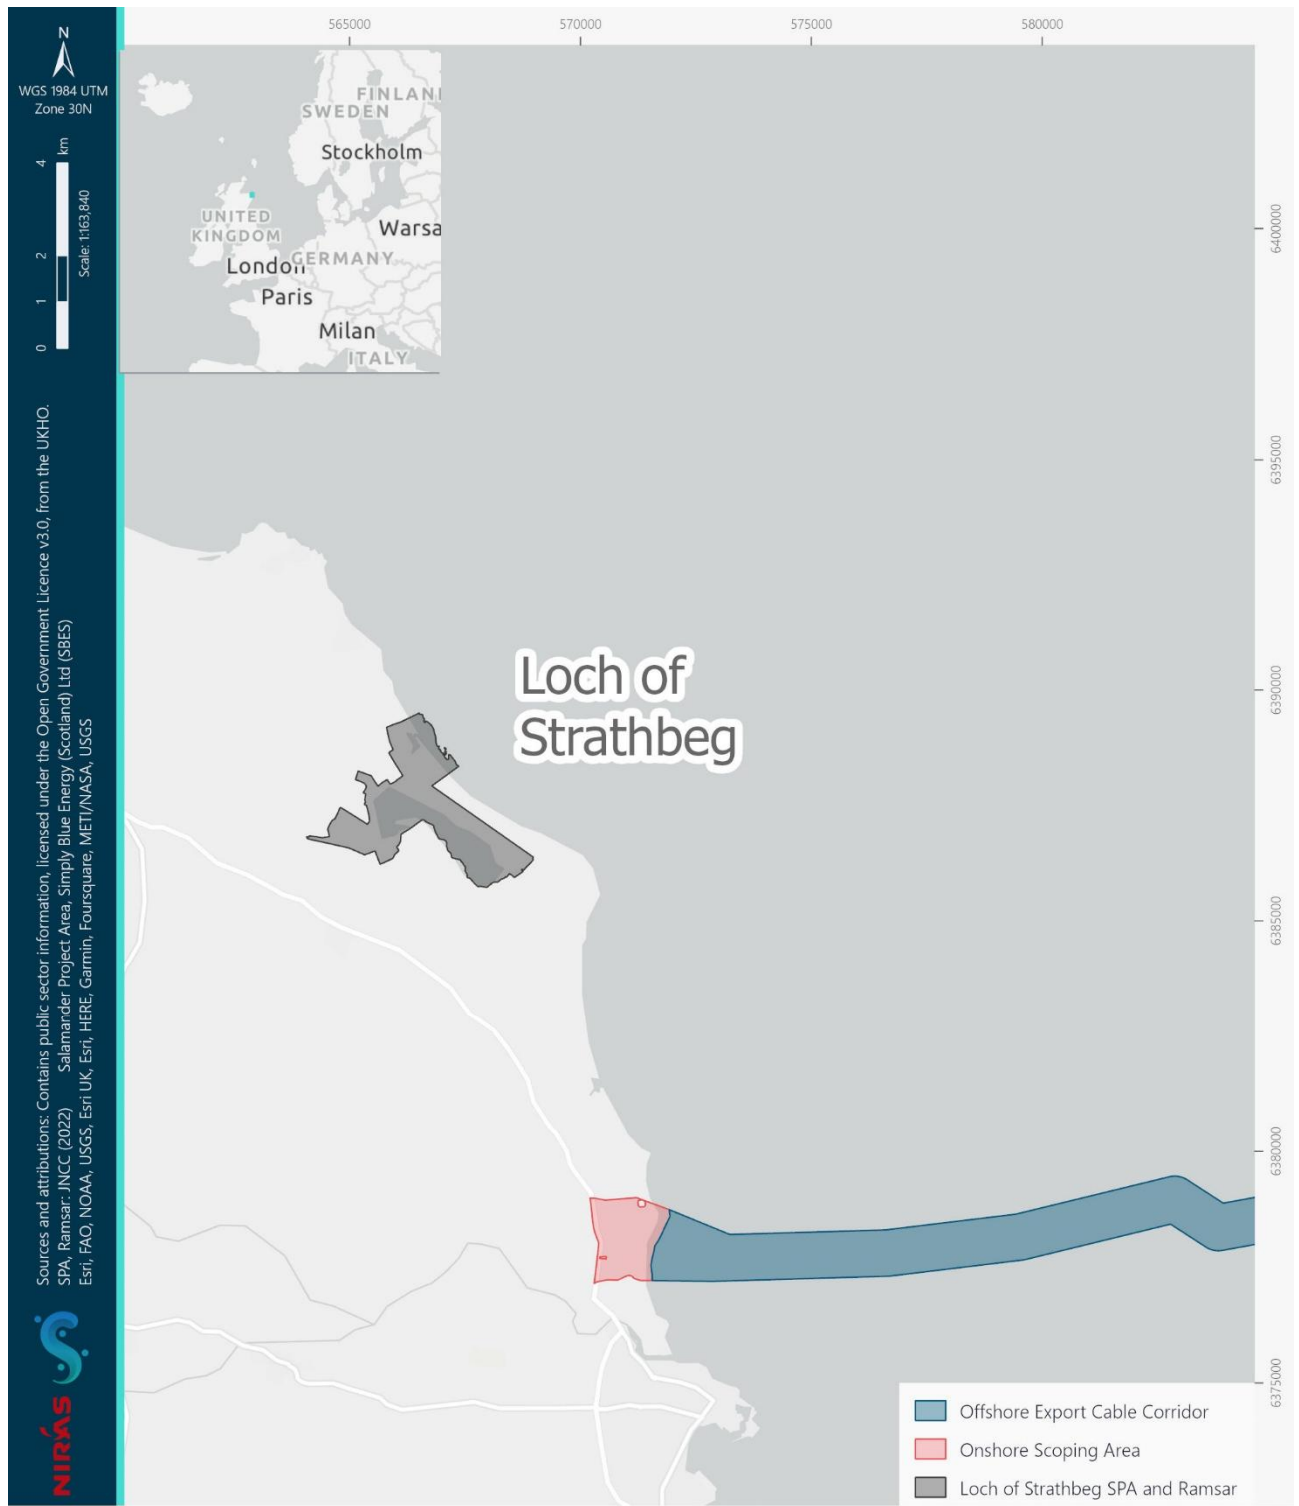 565000
570000
575000
580000
N
WGS 1984 UTM
Zone 30N
0 1 2 4 km
Scale: 1:163,840
FINLAN
SWEDEN
Stockholm
UNITED
KINGDOM
Warsa
GERMANY
London
Paris
Milan
ITALY
6400000
6395000
6390000
6385000
6380000
6375000
Loch of
Strathbeg
Sources and attributions: Contains public sector information, licensed under the Open Government Licence v3.0, from the UKHO.
SPA, Ramsar: JNCC (2022) Salamander Project Area, Simply Blue Energy (Scotland) Ltd (SBES)
Esri, FAO, NOAA, USGS, Esri UK, Esri, HERE, Garmin, Foursquare, METI/NASA, USGS
NIRAS
Offshore Export Cable Corridor
Onshore Scoping Area
Loch of Strathbeg SPA and Ramsar